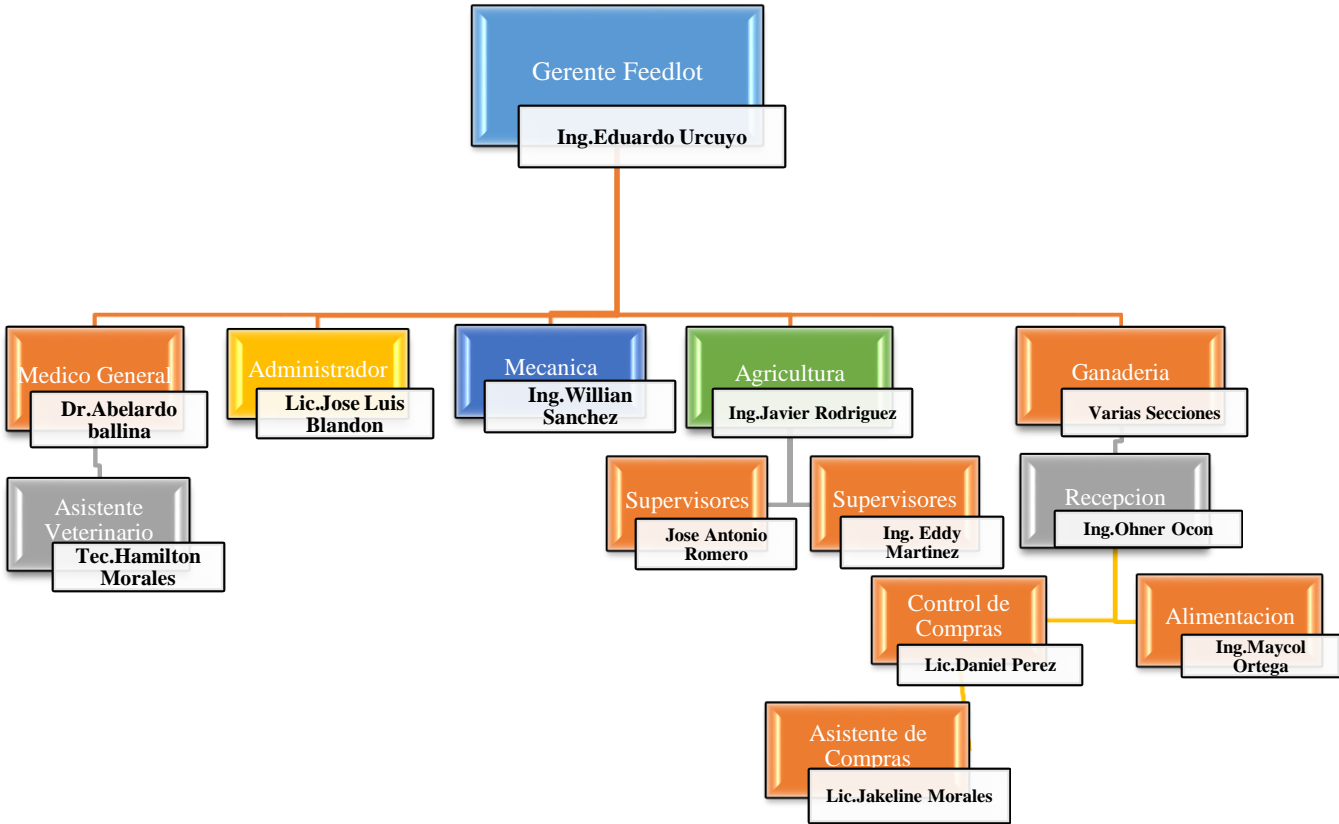 Gerente Feedlot
Ing.Eduardo Urcuyo
Medico General
Dr.Abelardo
ballina
Administrador
Lic.Jose Luis
Blandon
Mecanica
Ing.Willian
Sanchez
Agricultura
Ing.Javier Rodriguez
Ganaderia
Varias Secciones
Asistente
Veterinario
Tec.Hamilton
Morales
Supervisores
Jose Antonio
Romero
Supervisores
Ing. Eddy
Martinez
Recepcion
Ing.Ohner Ocon
Control de
Compras
Lic.Daniel Perez
Alimentacion
Ing.Maycol
Ortega
Asistente de
Compras
Lic.Jakeline Morales